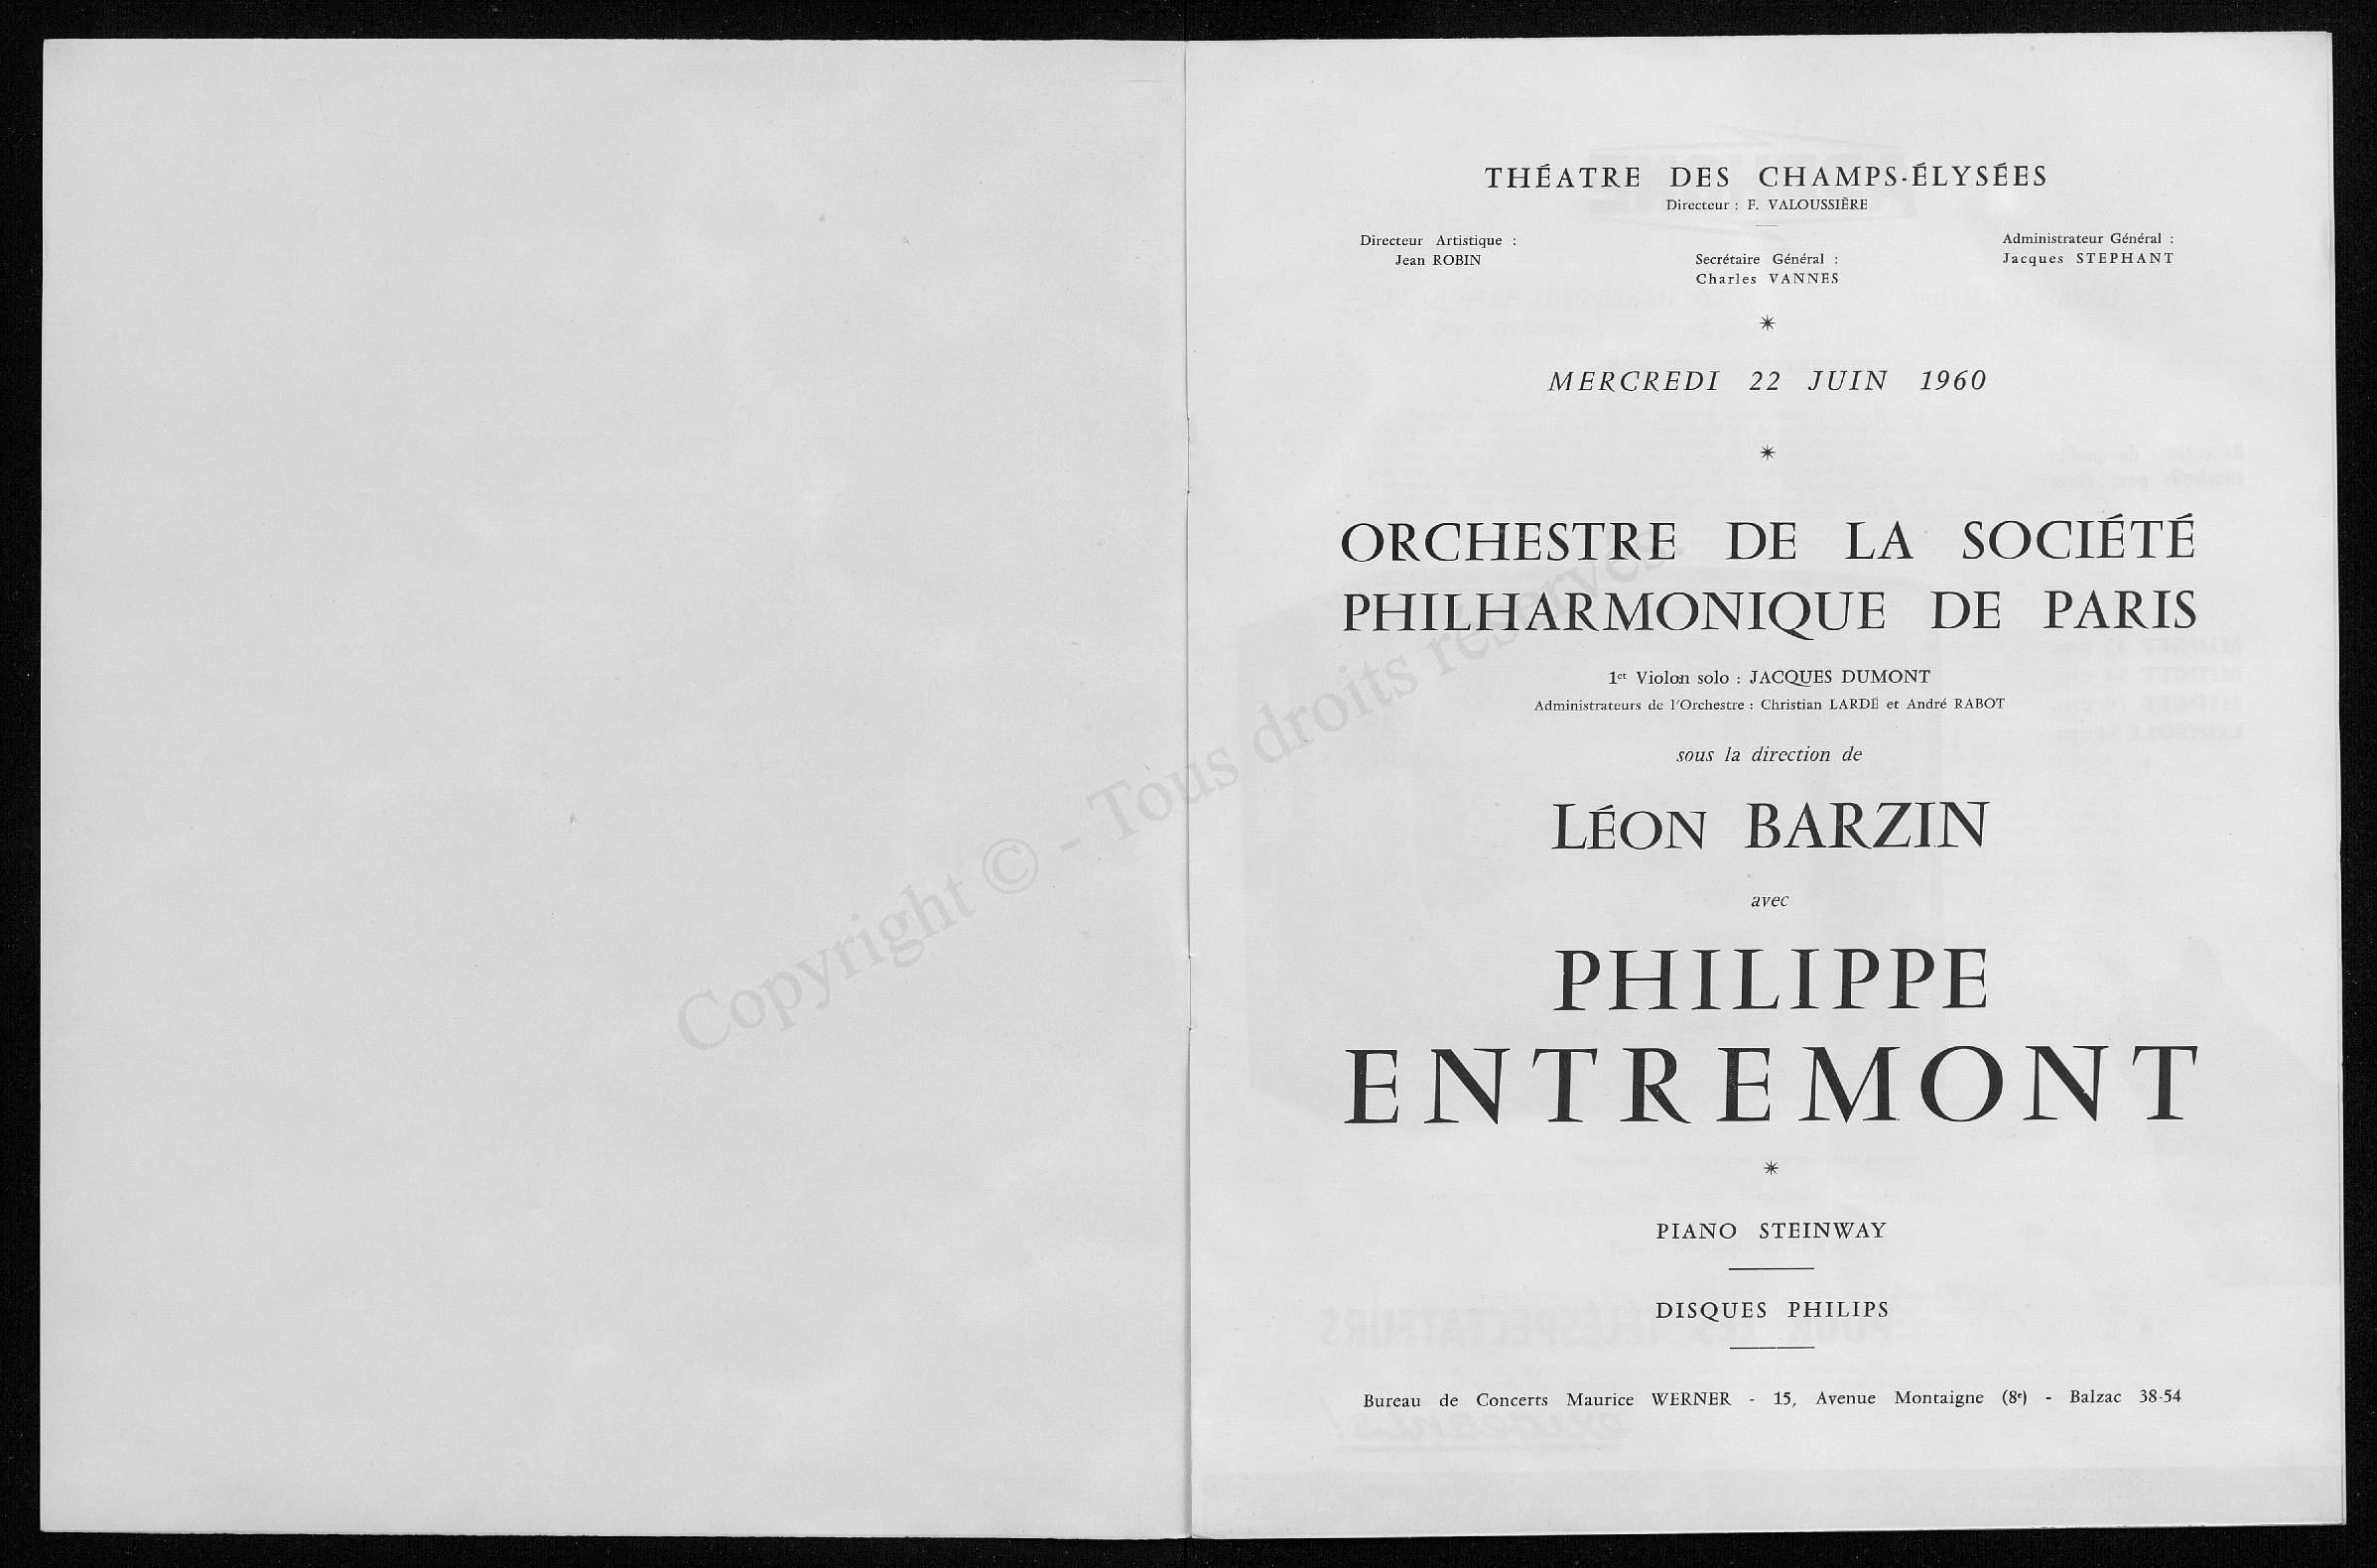 THÉATRE DES CHAMPS-ÉLYSÉES
Directeur : F. VALOUSSIÈRE
Directeur Artistique :
Jean ROBIN
Secrétaire Général :
Charles VANNES
Administrateur Général :
Jacques STEPHANT
MERCREDI 22 JUIN 1960
ORCHESTRE DE LA SOCIÉTÉ
PHILHARMONIQUE DE PARIS
1er Violon solo : JACQUES DUMONT
Administrateurs de l'Orchestre : Christian LARDÉ et André RABOT
sous la direction de
LÉON BARZIN
avec
PHILIPPE
ENTREMONT
PIANO STEINWAY
DISQUES PHILIPS
Bureau de Concerts Maurice WERNER - 15, Avenue Montaigne (8e) - Balzac 38-54
Copyright © - Tous droits réservés.